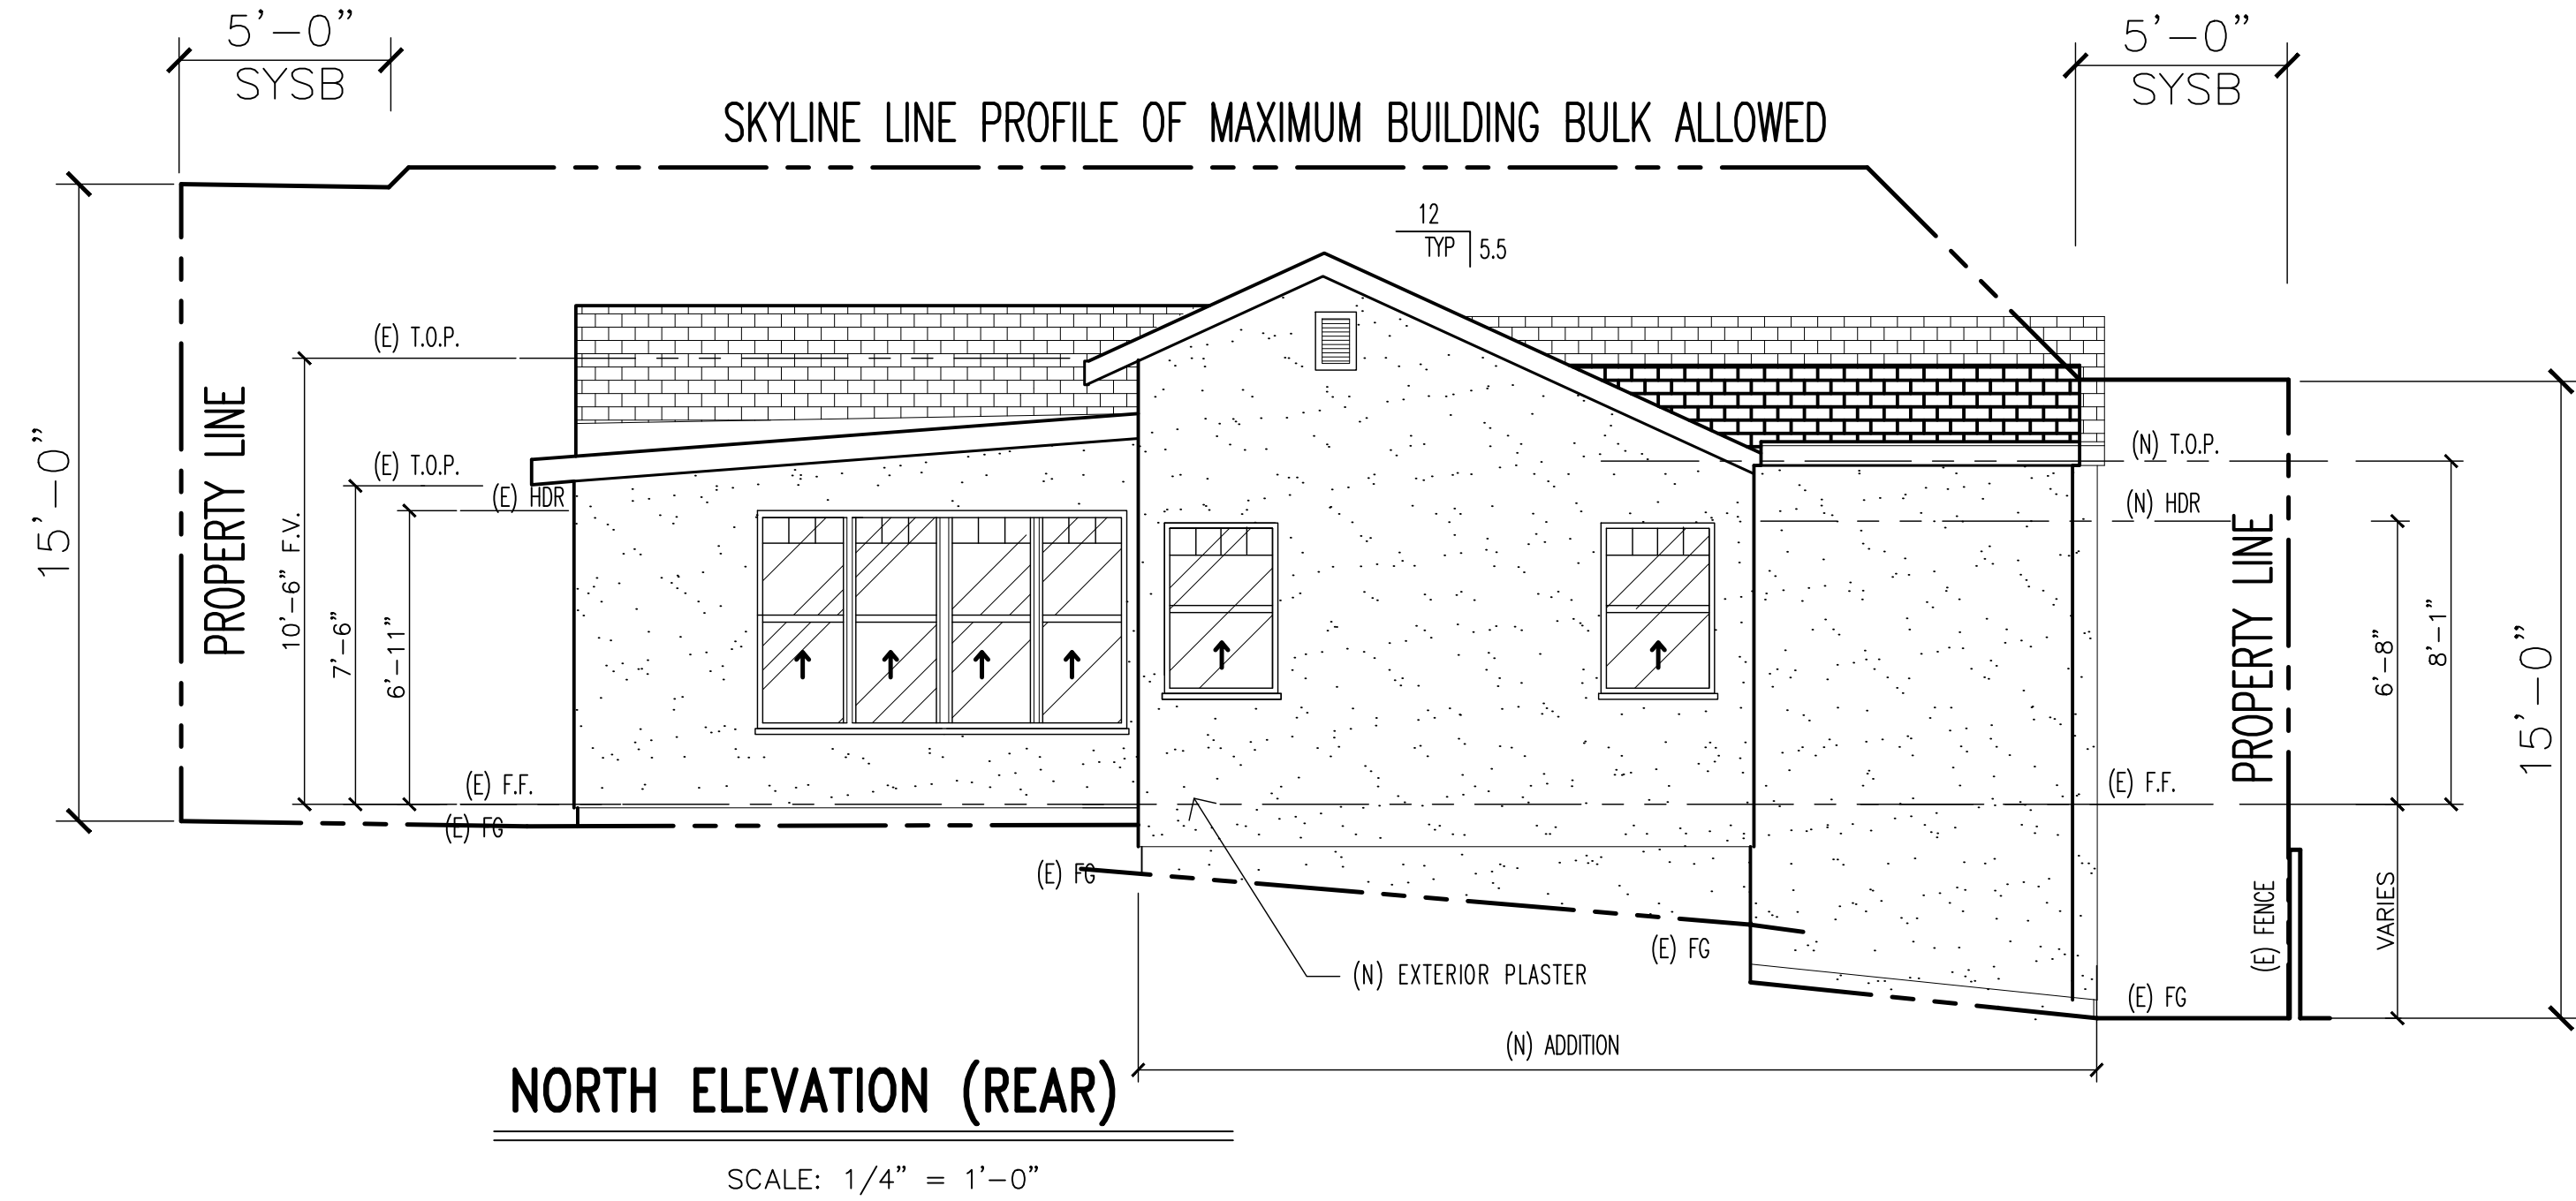 5'-0"
SYSB
5'-0"
SYSB
SKYLINE LINE PROFILE OF MAXIMUM BUILDING BULK ALLOWED
12
TYP
5.5
15'-0"
PROPERTY LINE
10'-6" F.V.
7'-6"
6'-11"
(E) T.O.P.
(E) T.O.P.
(E) HDR
(E) F.F.
(E) FG
(E) FG
(N) T.O.P.
(N) HDR
PROPERTY LINE
6'-8"
8'-1"
15'-0"
(E) F.F.
(E) FENCE
VARIES
(E) FG
(N) EXTERIOR PLASTER
(E) FG
(N) ADDITION
NORTH ELEVATION (REAR)
SCALE: 1/4" = 1'-0"